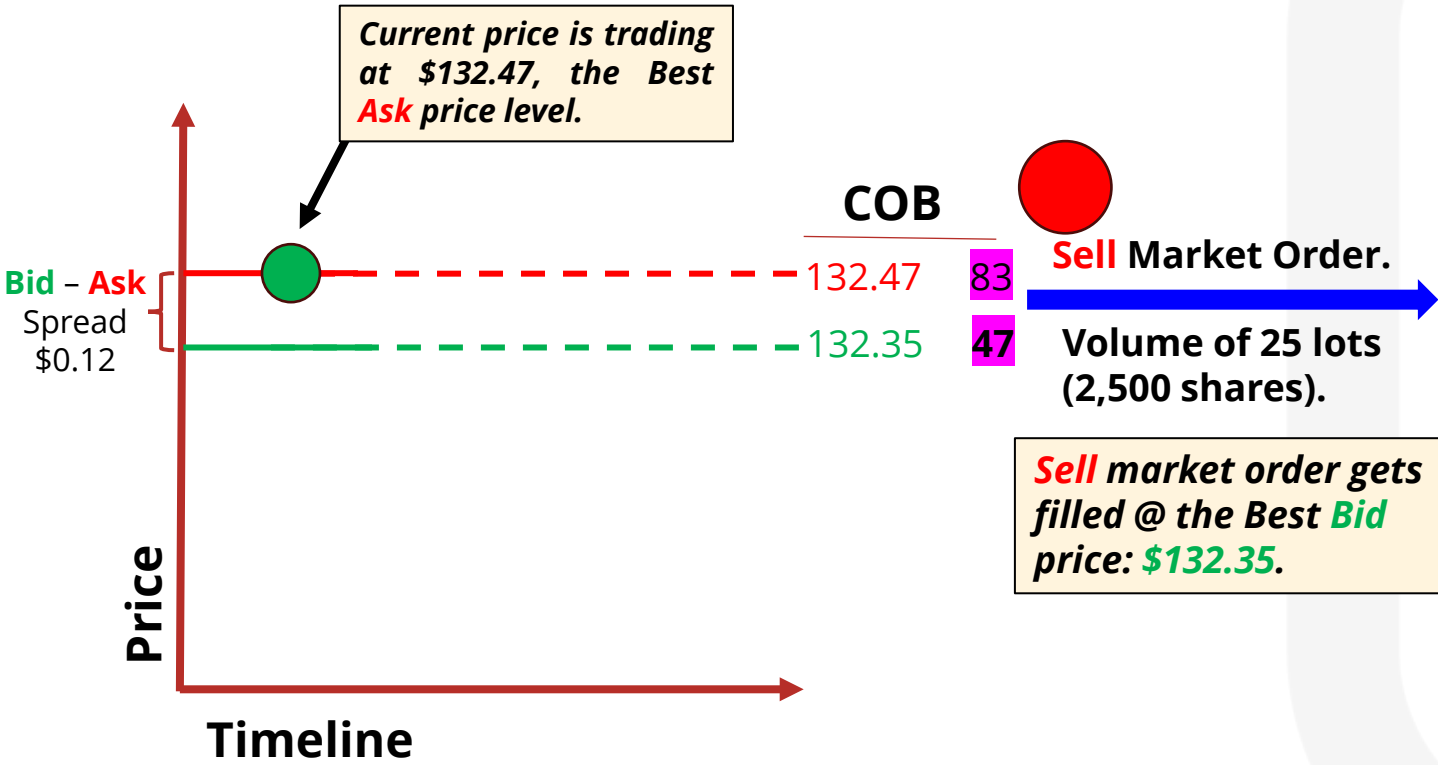 Current price is trading
at $132.47, the Best
Ask price level.
COB
Bid – Ask
Spread
$0.12
132.47 83
132.35 47
Sell Market Order.
Volume of 25 lots
(2,500 shares).
Sell market order gets
filled @ the Best Bid
price: $132.35.
Price
Timeline